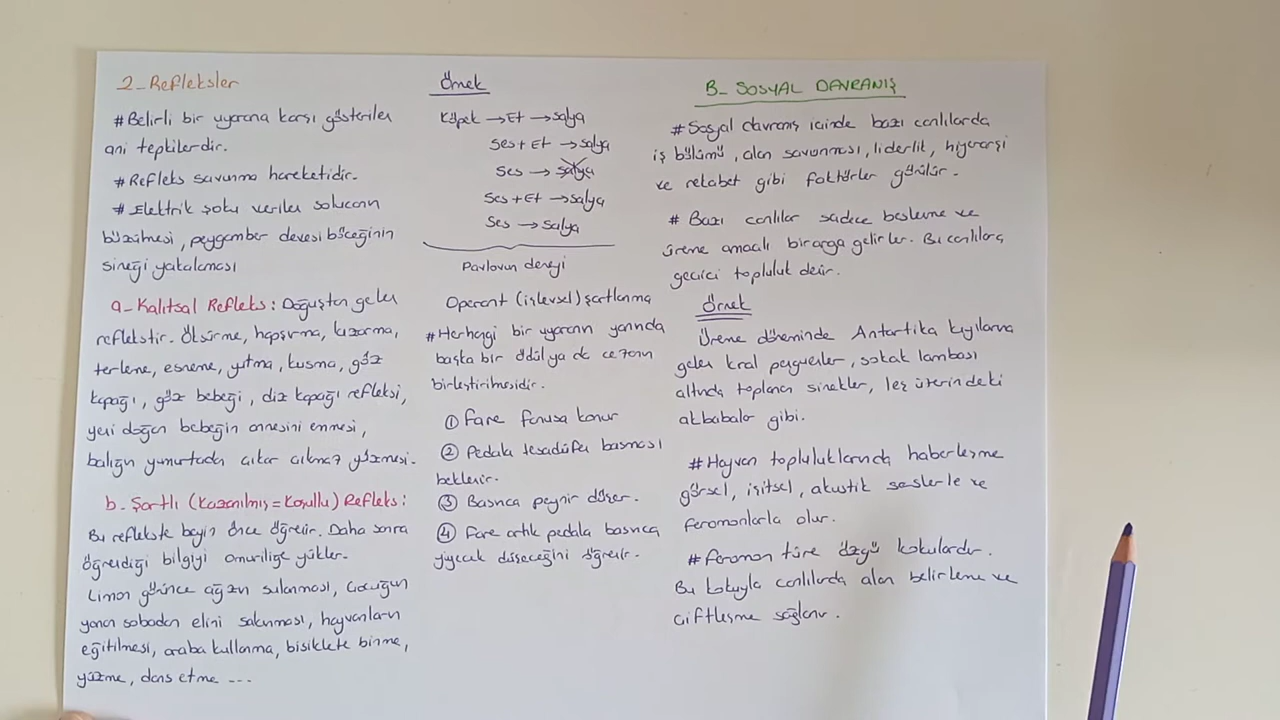 2_Refleksler
#Belirli bir uyarana karşı gösterilen
ani tepkilerdir.
#Refleks savunma hareketidir.
#Elektrik şoku verilen solucanın
büzülmesi, peygamber devesi böceğinin
sineği yakalaması
a_Kalıtsal Refleks: Doğuştan gelen
reflekstir. Öksürme, hapşırma, kızarma,
terleme, esneme, yutma, kusma, göz
kapağı, göz bebeği, diz kapağı refleksi,
yeni doğan bebeğin annesini emmesi,
balığın yumurtadan çıkar çıkmaz yüzmesi.
b_Şartlı (Kazanılmış=Koşullu) Refleks:
Bu reflekste beyin önce öğrenir. Daha sonra
öğrendiği bilgiyi omuriliğe yükler.
Limon görünce ağzın sulanması, çocuğun
yanan sobadan elini sakınması, hayvanların
eğitilmesi, araba kullanma, bisiklete binme,
yüzme, dans etme ---
Örnek
Köpek →Et →salya
Ses+Et →salya
Ses → salya
Ses+Et →salya
Ses → salya
Pavlovun deneyi
Operant (işlevsel) şartlanma
#Herhangi bir uyaranın yanında
başka bir ödül ya da cezanın
birleştirilmesidir.
① Fare fanusa konur
② Pedala tesadüfen basması
beklenir.
③ Basınca peynir düşer.
④ Fare artık pedala basınca
yiyecek düşeceğini öğrenir.
B_ SOSYAL DAVRANIŞ
#Sosyal davranış içinde bazı canlılarda
iş bölümü, alan savunması, liderlik, hiyerarşi
ve rekabet gibi faktörler görülür.
# Bazı canlılar sadece beslenme ve
üreme amaçlı bir araya gelirler. Bu canlılara
geçici topluluk denir.
Örnek
Üreme döneminde Antartika kıyılarına
gelen kral penguenler, sokak lambası
altında toplanan sinekler, leş üzerindeki
akbabalar gibi.
#Hayvan topluluklarında haberleşme
görsel, işitsel, akustik seslerle ve
feromonlarla olur.
#Feromon türe özgü kokulardır.
Bu kokuyla canlılarda alan belirleme ve
çiftleşme sağlanır.